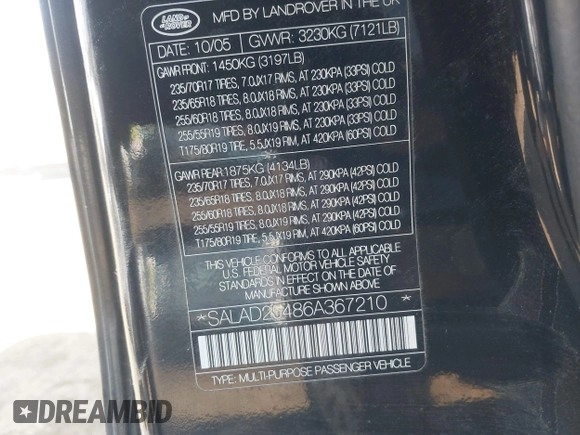 LAND ROVER
MFD BY LANDROVER IN THE UK
DATE: 10/05 GVWR: 3230KG (7121LB)
GAWR FRONT: 1450KG (3197LB)
235/70R17 TIRES, 7.0JX17 RIMS, AT 230KPA (33PSI) COLD
235/65R18 TIRES, 8.0JX18 RIMS, AT 230KPA (33PSI) COLD
255/60R18 TIRES, 8.0JX18 RIMS, AT 230KPA (33PSI) COLD
255/55R19 TIRES, 8.0JX19 RIMS, AT 230KPA (33PSI) COLD
T175/80R19 TIRE, 5.5JX19 RIM, AT 420KPA (60PSI) COLD
GAWR REAR: 1875KG (4134LB)
235/70R17 TIRES, 7.0JX17 RIMS, AT 290KPA (42PSI) COLD
235/65R18 TIRES, 8.0JX18 RIMS, AT 290KPA (42PSI) COLD
255/60R18 TIRES, 8.0JX18 RIMS, AT 290KPA (42PSI) COLD
255/55R19 TIRES, 8.0JX19 RIMS, AT 290KPA (42PSI) COLD
T175/80R19 TIRE, 5.5JX19 RIM, AT 420KPA (60PSI) COLD
THIS VEHICLE CONFORMS TO ALL APPLICABLE
U.S. FEDERAL MOTOR VEHICLE SAFETY
STANDARDS IN EFFECT ON THE DATE OF
MANUFACTURE SHOWN ABOVE.
TYPE: MULTI-PURPOSE PASSENGER VEHICLE
DREAMBID